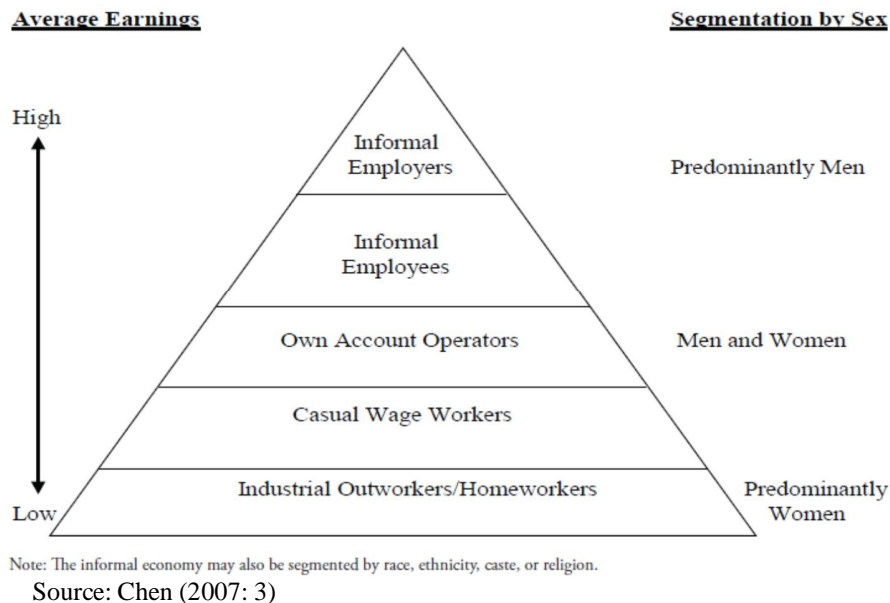 Average Earnings
Segmentation by Sex
High
Informal
Employers
Predominantly Men
Informal
Employees
Own Account Operators
Men and Women
Casual Wage Workers
Industrial Outworkers/Homeworkers
Predominantly
Women
Low
Note: The informal economy may also be segmented by race, ethnicity, caste, or religion.
Source: Chen (2007: 3)